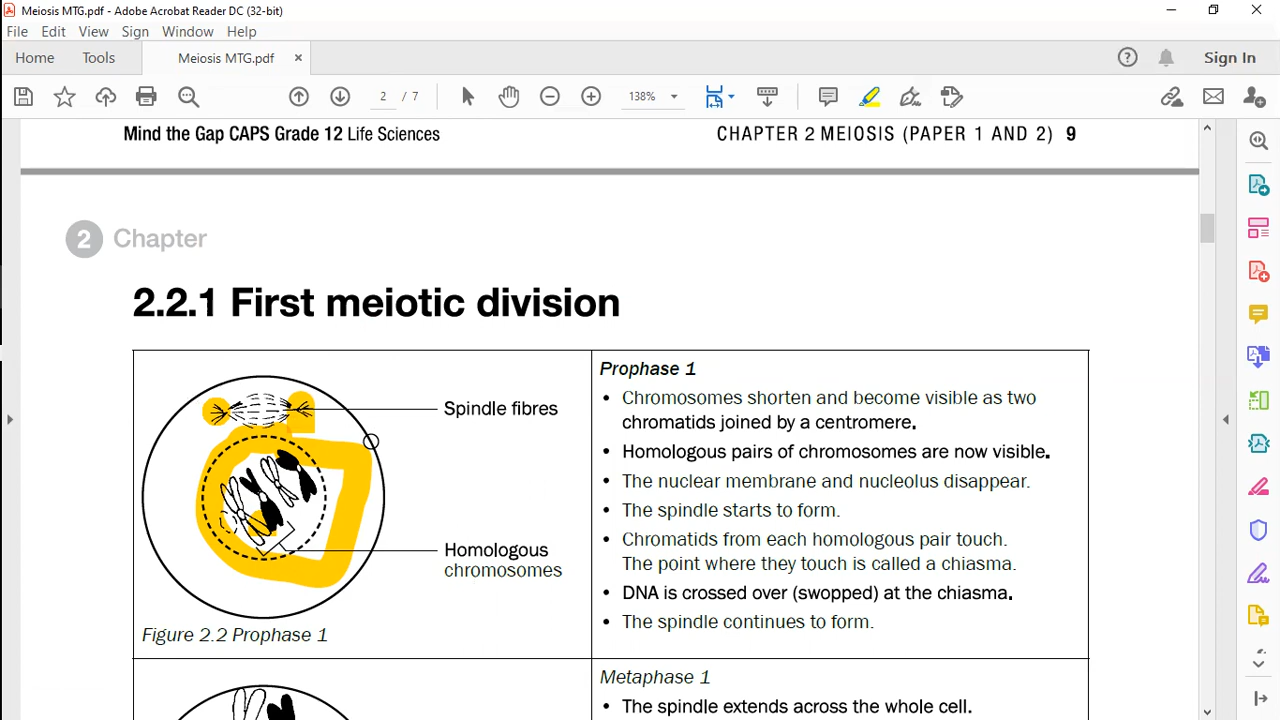 Meiosis MTG.pdf - Adobe Acrobat Reader DC (32-bit)
File Edit View Sign Window Help
Home Tools Meiosis MTG.pdf × Sign In
2 / 7 138%
Mind the Gap CAPS Grade 12 Life Sciences CHAPTER 2 MEIOSIS (PAPER 1 AND 2) 9
2 Chapter
2.2.1 First meiotic division
Spindle fibres
Homologous
chromosomes
Figure 2.2 Prophase 1
Prophase 1
• Chromosomes shorten and become visible as two
chromatids joined by a centromere.
• Homologous pairs of chromosomes are now visible.
• The nuclear membrane and nucleolus disappear.
• The spindle starts to form.
• Chromatids from each homologous pair touch.
The point where they touch is called a chiasma.
• DNA is crossed over (swopped) at the chiasma.
• The spindle continues to form.
Metaphase 1
• The spindle extends across the whole cell.